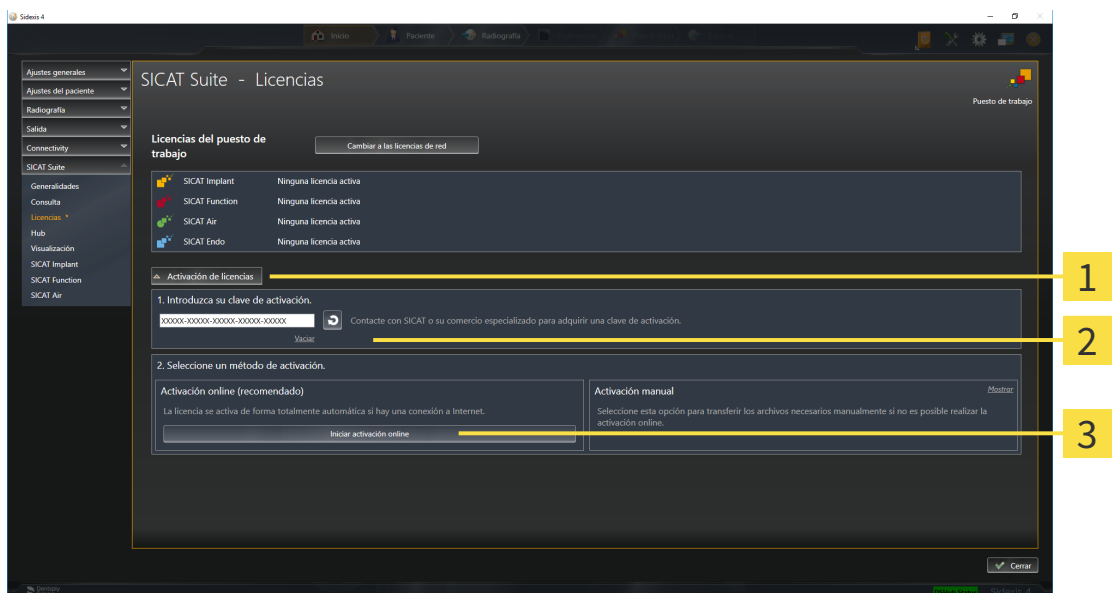 Sidexis 4
Inicio
Paciente
Radiografía
Ajustes generales
Ajustes del paciente
Radiografía
Salida
Connectivity
SICAT Suite
Generalidades
Consulta
Licencias *
Hub
Visualización
SICAT Implant
SICAT Function
SICAT Air
SICAT Suite - Licencias
Puesto de trabajo
Licencias del puesto de
trabajo
Cambiar a las licencias de red
SICAT Implant Ninguna licencia activa
SICAT Function Ninguna licencia activa
SICAT Air Ninguna licencia activa
SICAT Endo Ninguna licencia activa
Activación de licencias
1
1. Introduzca su clave de activación.
XXXXX-XXXXX-XXXXX-XXXXX-XXXXX
Contacte con SICAT o su comercio especializado para adquirir una clave de activación.
Vaciar
2
2. Seleccione un método de activación.
Activación online (recomendado)
La licencia se activa de forma totalmente automática si hay una conexión a Internet.
Iniciar activación online
Activación manual
Mostrar
Seleccione esta opción para transferir los archivos necesarios manualmente si no es posible realizar la
activación online.
3
Cerrar
Dentsply
Sidexis 4